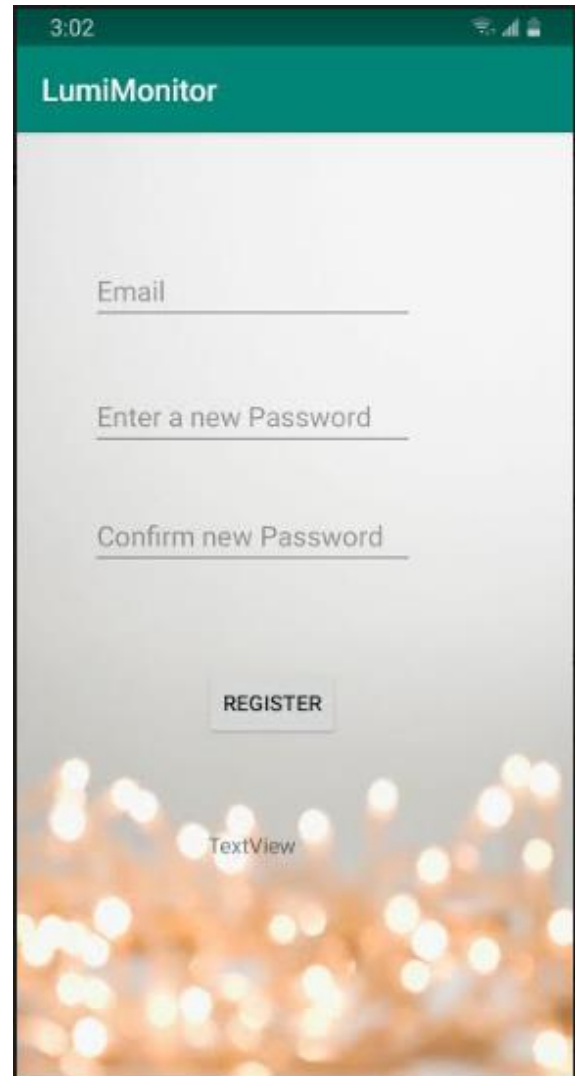 3:02
LumiMonitor
Email
Enter a new Password
Confirm new Password
REGISTER
TextView